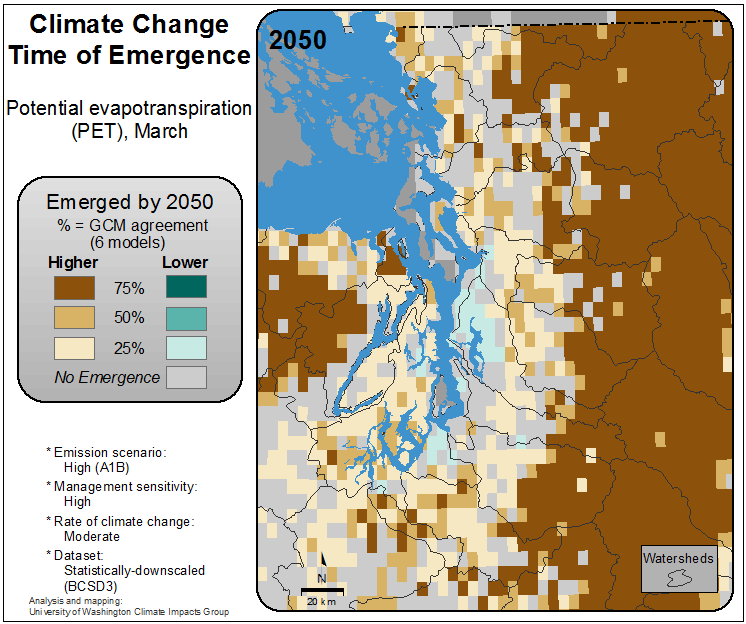 Climate Change
Time of Emergence
Potential evapotranspiration
(PET), March
Emerged by 2050
% = GCM agreement
(6 models)
Higher Lower
75%
50%
25%
No Emergence
* Emission scenario:
High (A1B)
* Management sensitivity:
High
* Rate of climate change:
Moderate
* Dataset:
Statistically-downscaled
(BCSD3)
Analysis and mapping:
University of Washington Climate Impacts Group
2050
N
20 km
Watersheds